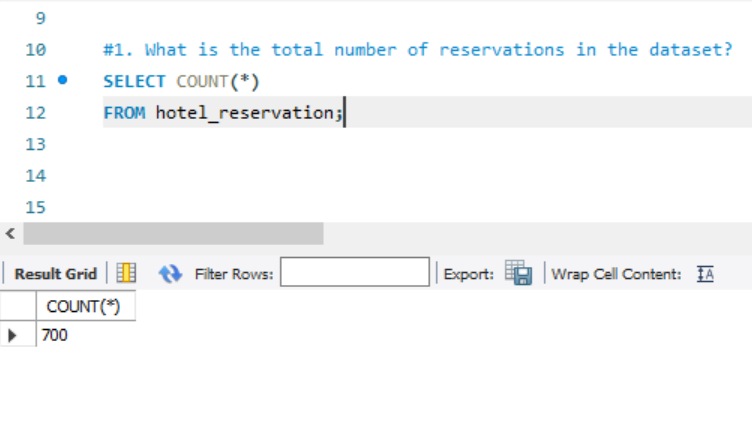 9
10 #1. What is the total number of reservations in the dataset?
11 SELECT COUNT(*)
12 FROM hotel_reservation;
13
14
15
Result Grid Filter Rows: Export: Wrap Cell Content: IA
COUNT(*)
700